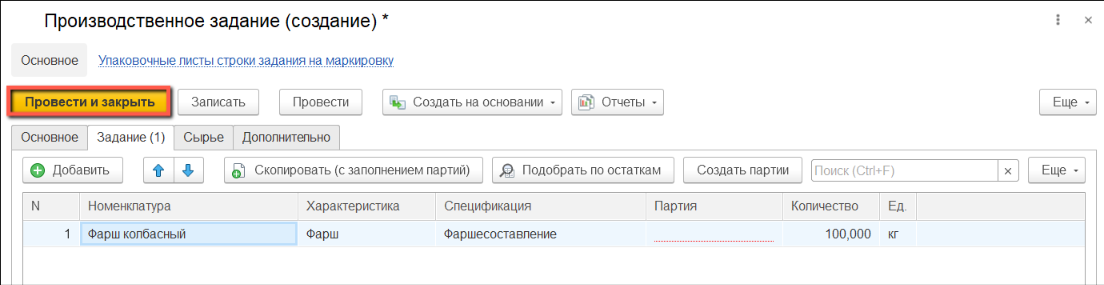 Производственное задание (создание) *
Основное Упаковочные листы строки задания на маркировку
Провести и закрыть Записать Провести Создать на основании Отчеты Еще
Основное Задание (1) Сырье Дополнительно
Добавить Скопировать (с заполнением партий) Подобрать по остаткам Создать партии Поиск (Ctrl+F) × Еще
N Номенклатура Характеристика Спецификация Партия Количество Ед.
1 Фарш колбасный Фарш Фаршесоставление 100,000 кг